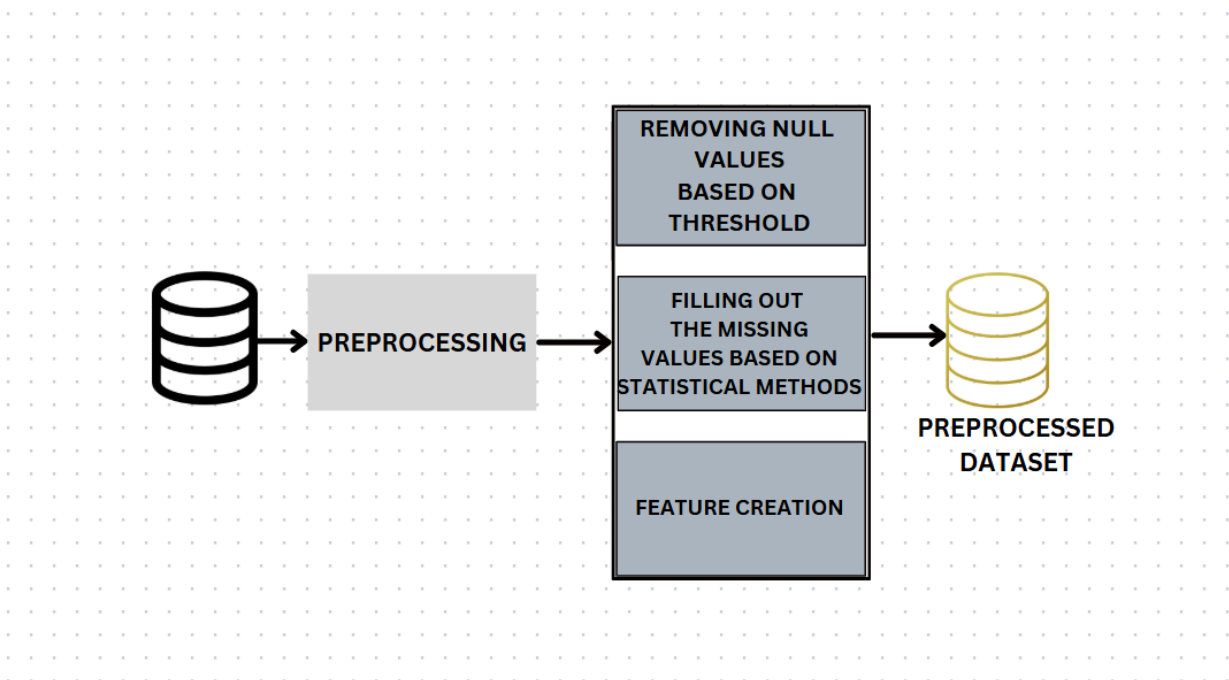 PREPROCESSING
REMOVING NULL
VALUES
BASED ON
THRESHOLD
FILLING OUT
THE MISSING
VALUES BASED ON
STATISTICAL METHODS
FEATURE CREATION
PREPROCESSED
DATASET